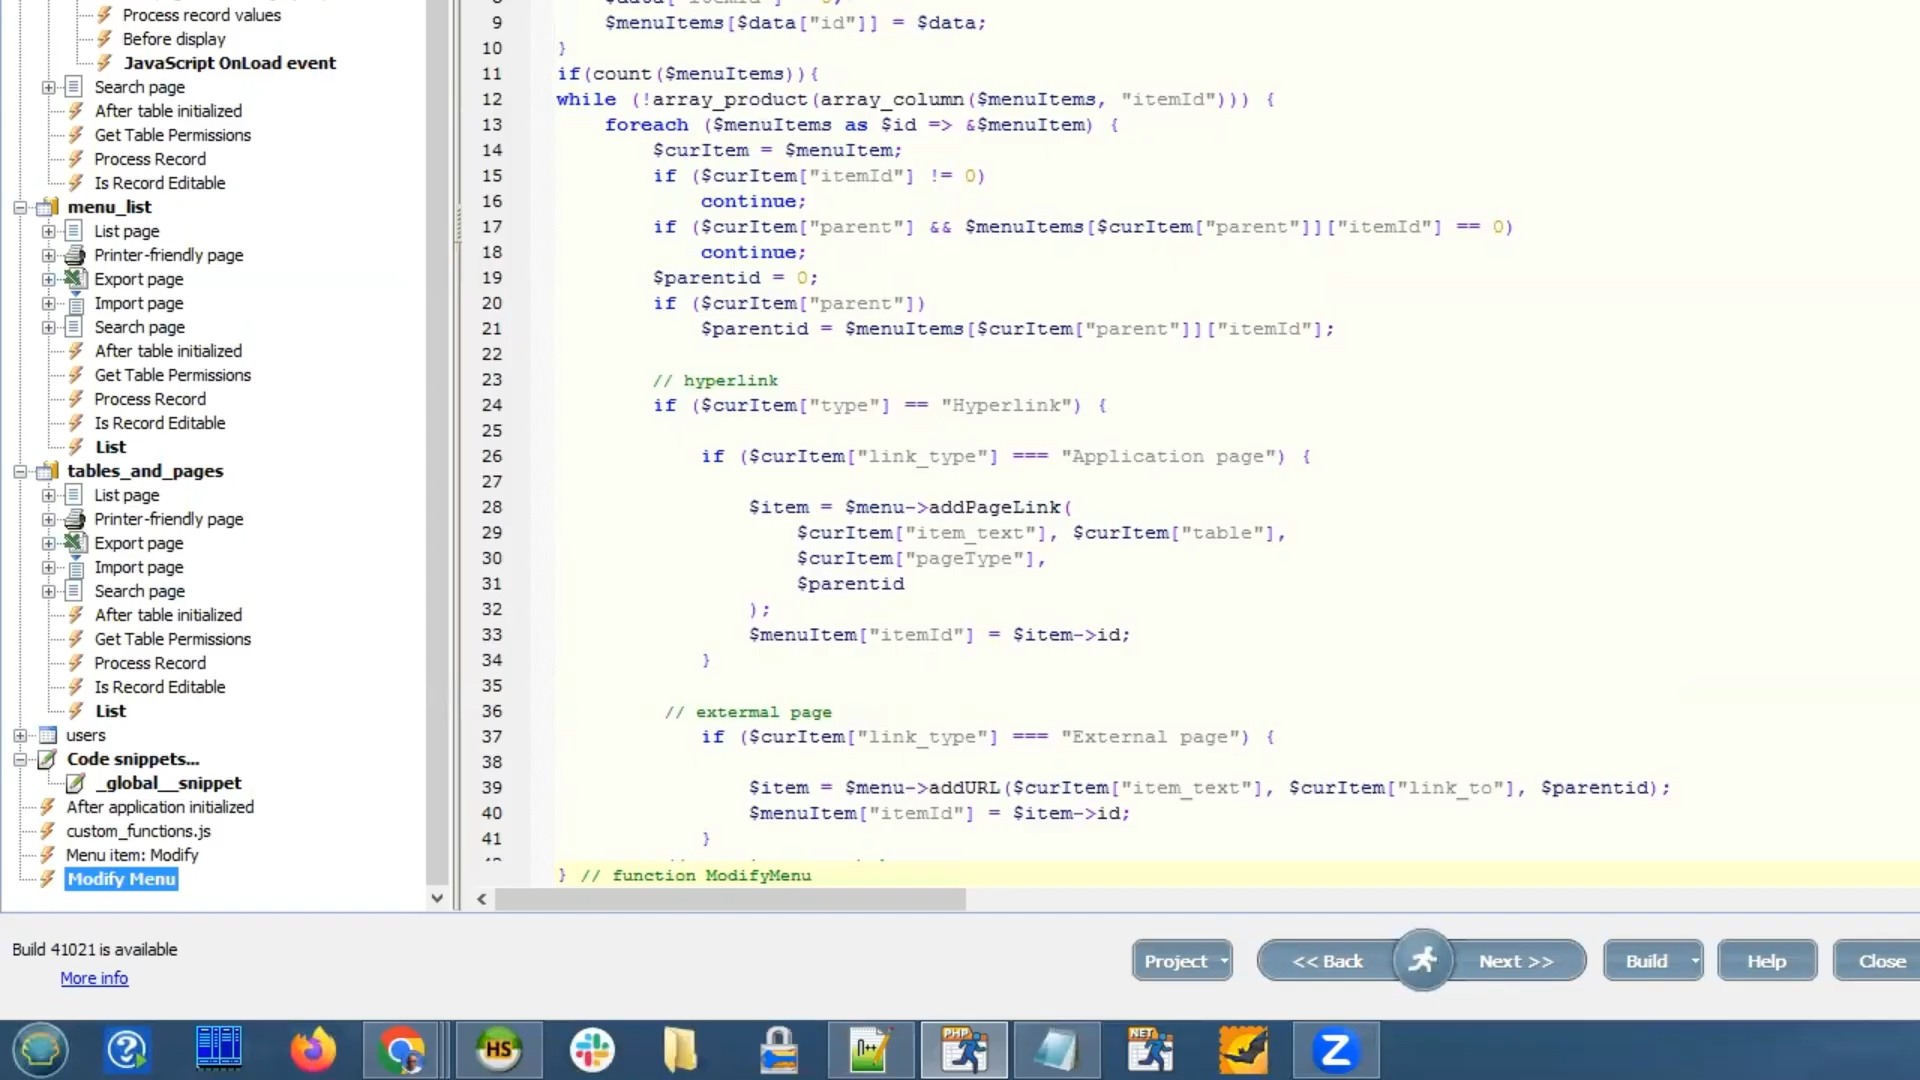 Process record values
Before display
JavaScript OnLoad event
Search page
After table initialized
Get Table Permissions
Process Record
Is Record Editable
menu_list
List page
Printer-friendly page
Export page
Import page
Search page
After table initialized
Get Table Permissions
Process Record
Is Record Editable
List
tables_and_pages
List page
Printer-friendly page
Export page
Import page
Search page
After table initialized
Get Table Permissions
Process Record
Is Record Editable
List
users
Code snippets...
_global__snippet
After application initialized
custom_functions.js
Menu item: Modify
Modify Menu
9 $menuItems[$data["id"]] = $data;
10 }
11 if(count($menuItems)){
12 while (!array_product(array_column($menuItems, "itemId"))) {
13 foreach ($menuItems as $id => &$menuItem) {
14 $curItem = $menuItem;
15 if ($curItem["itemId"] != 0)
16 continue;
17 if ($curItem["parent"] && $menuItems[$curItem["parent"]]["itemId"] == 0)
18 continue;
19 $parentid = 0;
20 if ($curItem["parent"])
21 $parentid = $menuItems[$curItem["parent"]]["itemId"];
22
23 // hyperlink
24 if ($curItem["type"] == "Hyperlink") {
25
26 if ($curItem["link_type"] === "Application page") {
27
28 $item = $menu->addPageLink(
29 $curItem["item_text"], $curItem["table"],
30 $curItem["pageType"],
31 $parentid
32 );
33 $menuItem["itemId"] = $item->id;
34 }
35
36 // extermal page
37 if ($curItem["link_type"] === "External page") {
38
39 $item = $menu->addURL($curItem["item_text"], $curItem["link_to"], $parentid);
40 $menuItem["itemId"] = $item->id;
41 }
} // function ModifyMenu
Build 41021 is available
More info
Project
<< Back
Next >>
Build
Help
Close
HS
n++
PHP
NET
Z